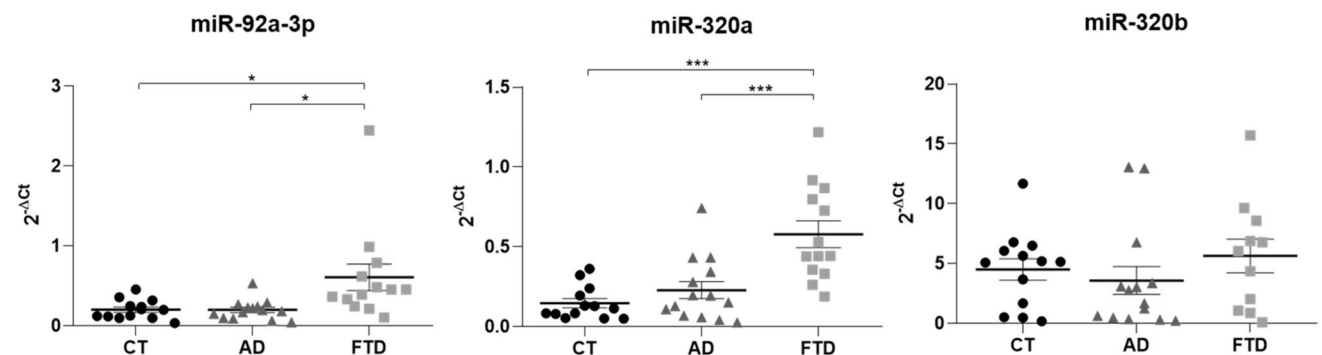 miR-92a-3p
2-ΔCt
3
2
1
0
*
*
CT AD FTD
miR-320a
2-ΔCt
1.5
1.0
0.5
0.0
***
***
CT AD FTD
miR-320b
2-ΔCt
20
15
10
5
0
CT AD FTD